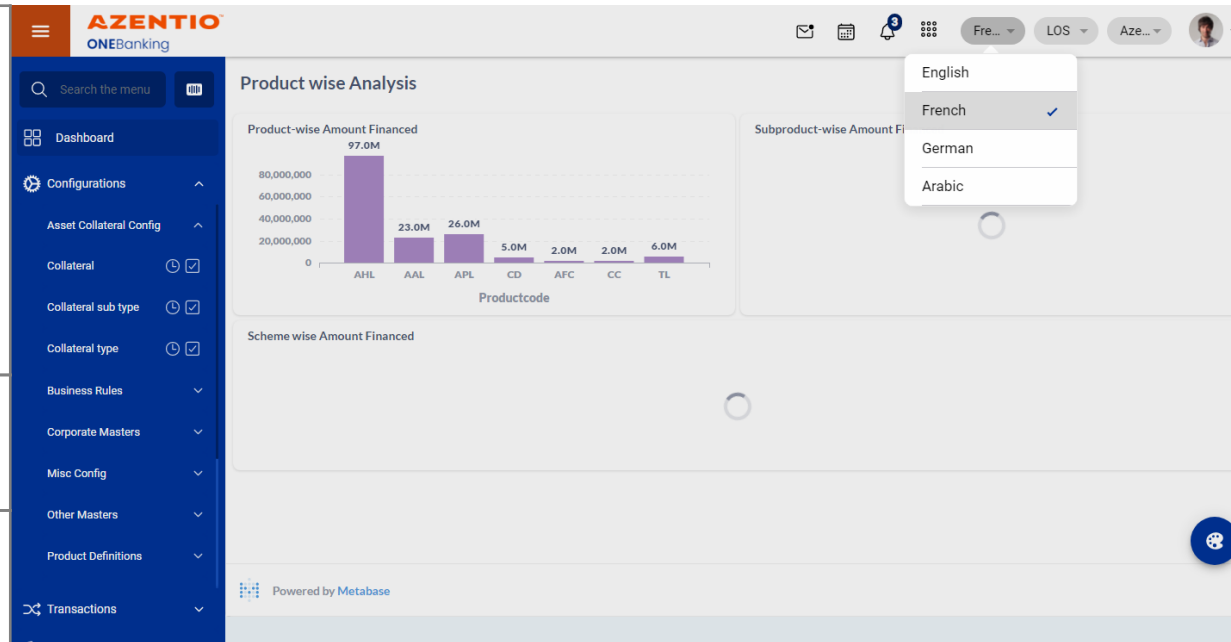 AZENTIO
ONEBanking
3
Fre...
LOS
Aze...
English
French
German
Arabic
Search the menu
Dashboard
Configurations
Asset Collateral Config
Collateral
Collateral sub type
Collateral type
Business Rules
Corporate Masters
Misc Config
Other Masters
Product Definitions
Transactions
Product wise Analysis
Product-wise Amount Financed
97.0M
80,000,000
60,000,000
40,000,000
20,000,000
0
23.0M
26.0M
5.0M
2.0M
2.0M
6.0M
AHL AAL APL CD AFC CC TL
Productcode
Subproduct-wise Amount Fi
Scheme wise Amount Financed
Powered by Metabase